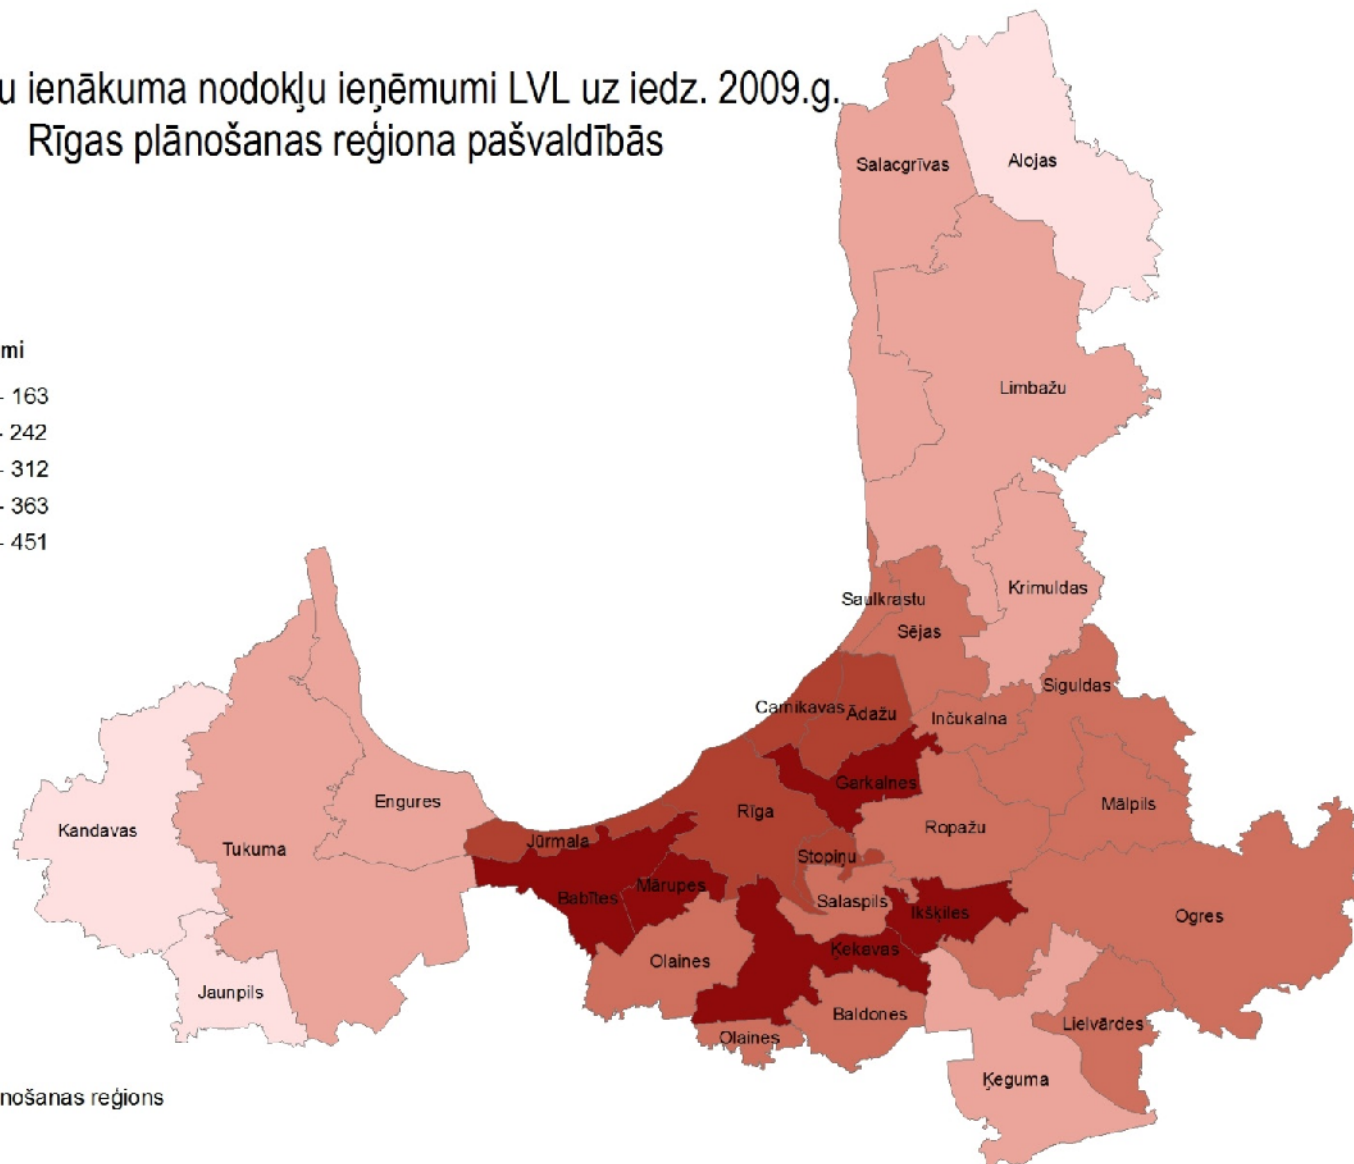 u ienākuma nodokļu ieņēmumi LVL uz iedz. 2009.g.
Rīgas plānošanas reģiona pašvaldībās
mi
- 163
- 242
- 312
- 363
- 451
Salacgrīvas
Alojas
Limbažu
Krimuldas
Saulkrastu
Sējas
Siguldas
Carnikavas
Ādažu
Inčukalna
Garkalnes
Engures
Rīga
Mālpils
Kandavas
Tukuma
Jūrmala
Ropažu
Stopiņu
Mārupes
Babītes
Salaspils
Ikšķiles
Ogres
Ķekavas
Olaines
Jaunpils
Baldones
Lielvārdes
Olaines
Ķeguma
nošanas reģions